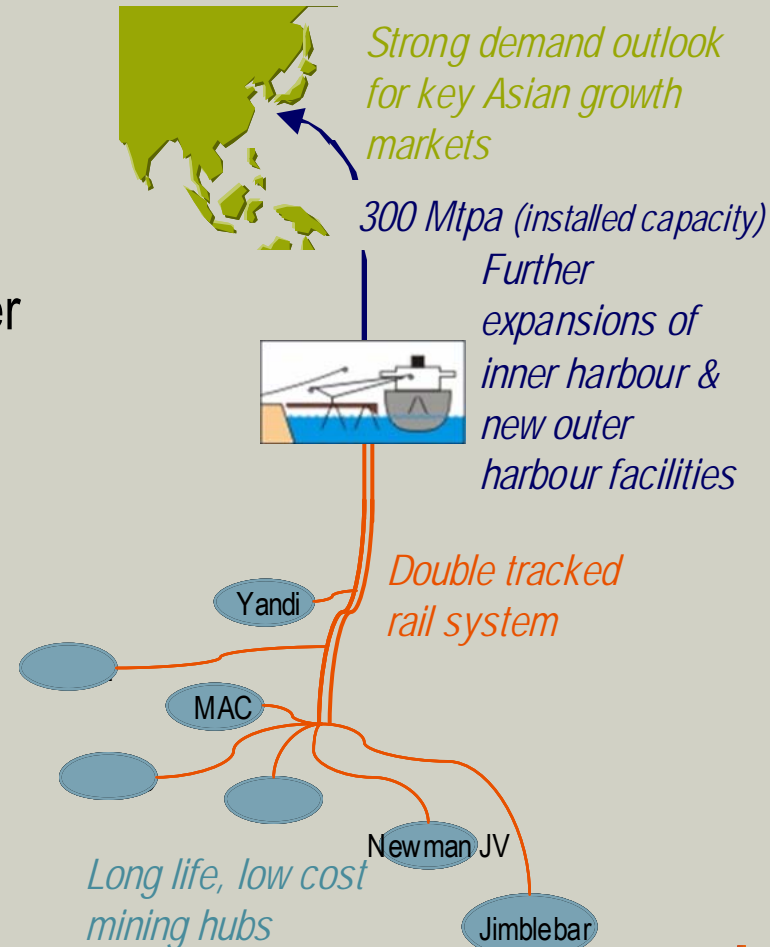 Strong demand outlook
for key Asian growth
markets
300 Mtpa (installed capacity)
Further
expansions of
inner harbour &
new outer
harbour facilities
er
Double tracked
rail system
Yandi
MAC
Newman JV
Jimblebar
Long life, low cost
mining hubs